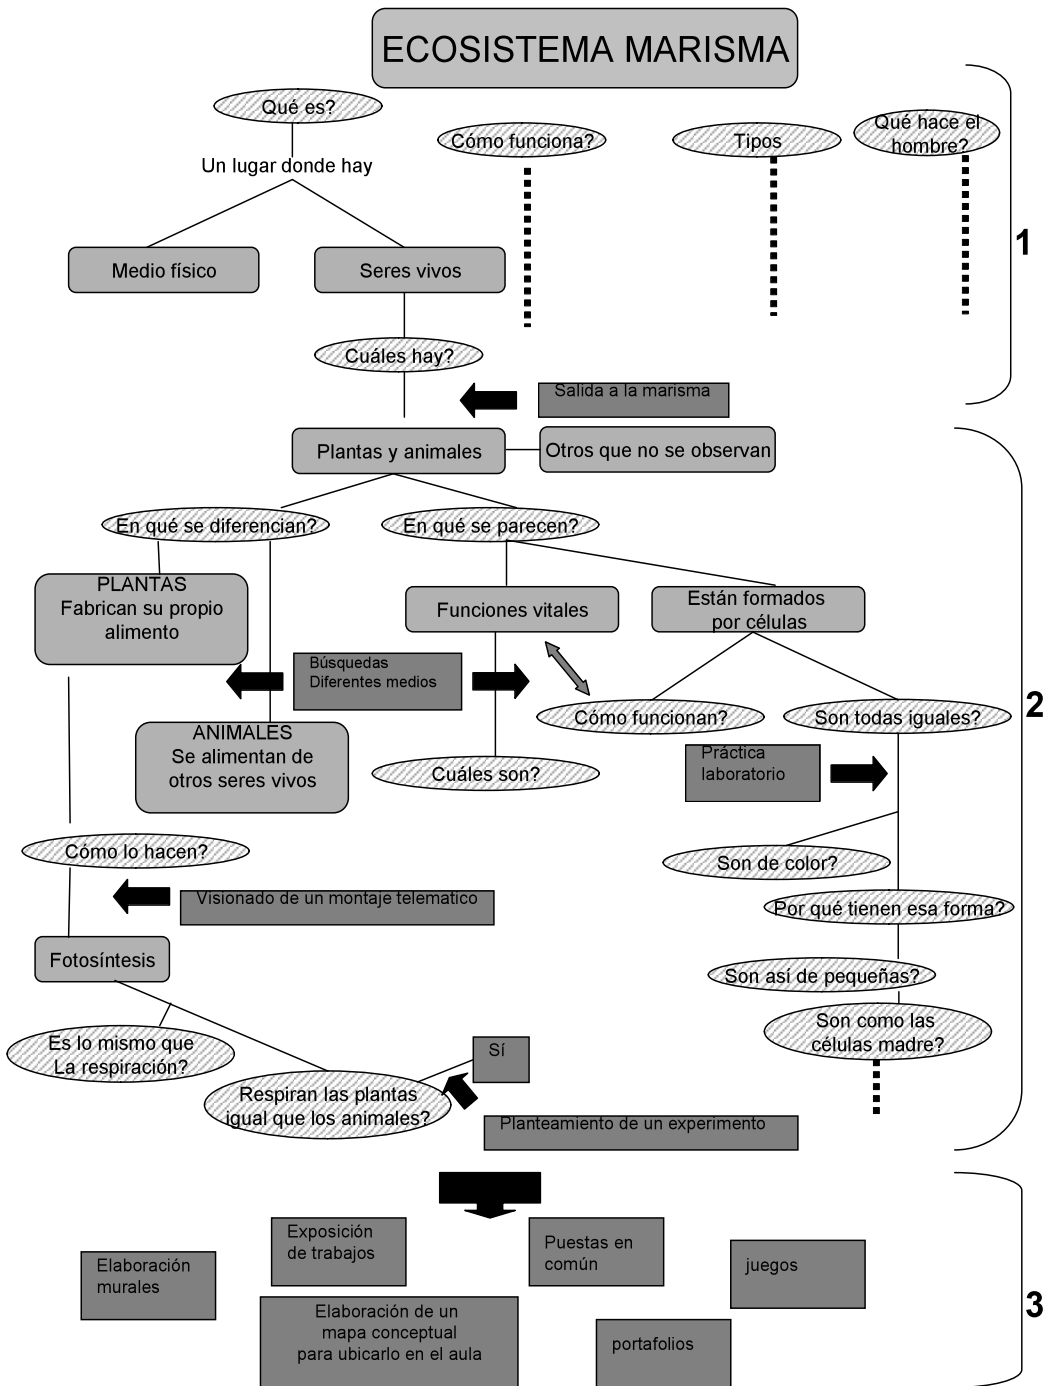 ECOSISTEMA MARISMA
Qué es?
Cómo funciona?
Tipos
Qué hace el
hombre?
Un lugar donde hay
1
Medio físico
Seres vivos
Cuáles hay?
Salida a la marisma
Plantas y animales
Otros que no se observan
En qué se diferencian?
En qué se parecen?
PLANTAS
Fabrican su propio
alimento
Funciones vitales
Están formados
por células
Búsquedas
Diferentes medios
2
Cómo funcionan?
Son todas iguales?
ANIMALES
Se alimentan de
otros seres vivos
Cuáles son?
Práctica
laboratorio
Cómo lo hacen?
Son de color?
Visionado de un montaje telematico
Por qué tienen esa forma?
Fotosíntesis
Son así de pequeñas?
Es lo mismo que
La respiración?
Sí
Son como las
células madre?
Respiran las plantas
igual que los animales?
Planteamiento de un experimento
Elaboración
murales
Exposición
de trabajos
Puestas en
común
juegos
3
Elaboración de un
mapa conceptual
para ubicarlo en el aula
portafolios